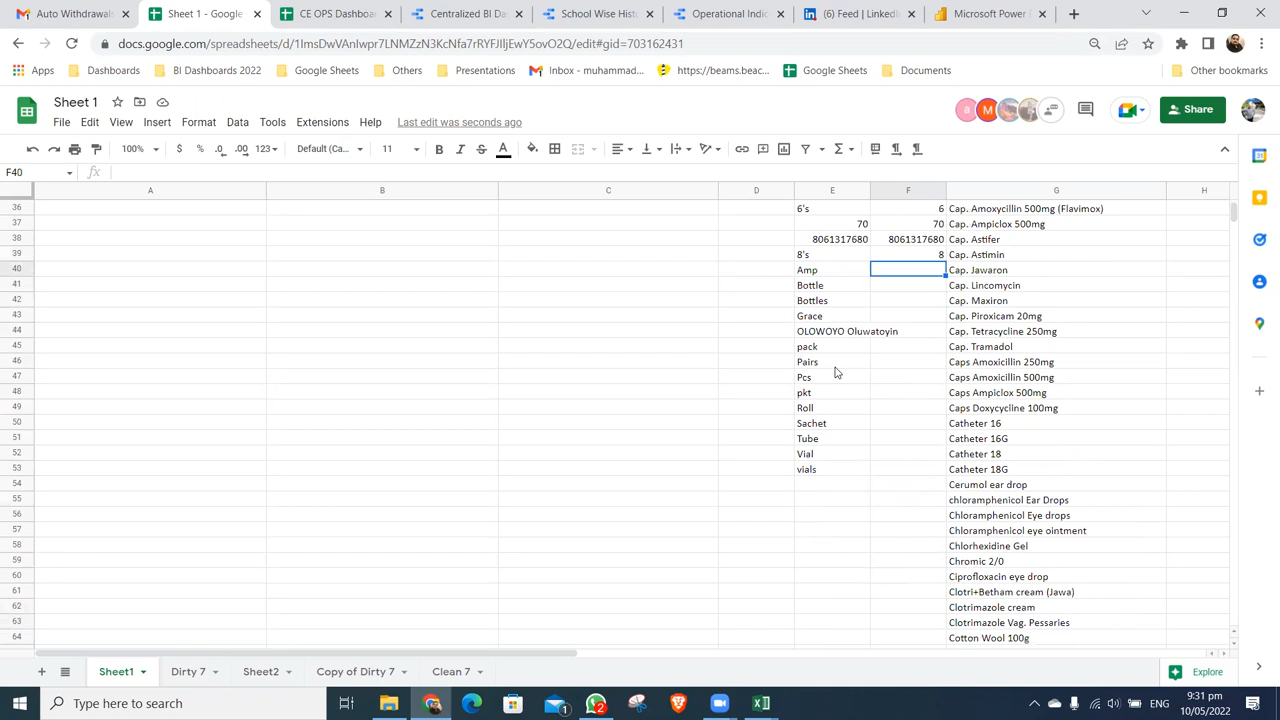 Auto Withdrawals
Sheet 1 - Google
CE OPS Dashboa
Centralized BI Da
School Wise Hist
Operational Indi
(6) Feed | LinkedI
Microsoft Power
docs.google.com/spreadsheets/d/
Apps
Dashboards
BI Dashboards 2022
Google Sheets
Others
Presentations
Inbox - muhammad...
https://beams.beac...
Google Sheets
Documents
Other bookmarks
Sheet 1
File Edit View Insert Format Data Tools Extensions Help Last edit was seconds ago
a M
Share
100% $ % .0 .00 123 Default (Ca... 11 B I S A
F40 fx
A B C D E F G H
36 6's 6 Cap. Amoxycillin 500mg (Flavimox)
37 70 70 Cap. Ampiclox 500mg
38 8061317680 8061317680 Cap. Astifer
39 8's 8 Cap. Astimin
40 Amp Cap. Jawaron
41 Bottle Cap. Lincomycin
42 Bottles Cap. Maxiron
43 Grace Cap. Piroxicam 20mg
44 OLOWOYO Oluwatoyin Cap. Tetracycline 250mg
45 pack Cap. Tramadol
46 Pairs Caps Amoxicillin 250mg
47 Pcs Caps Amoxicillin 500mg
48 pkt Caps Ampiclox 500mg
49 Roll Caps Doxycycline 100mg
50 Sachet Catheter 16
51 Tube Catheter 16G
52 Vial Catheter 18
53 vials Catheter 18G
54 Cerumol ear drop
55 chloramphenicol Ear Drops
56 Chloramphenicol Eye drops
57 Chloramphenicol eye ointment
58 Chlorhexidine Gel
59 Chromic 2/0
60 Ciprofloxacin eye drop
61 Clotri+Betham cream (Jawa)
62 Clotrimazole cream
63 Clotrimazole Vag. Pessaries
64 Cotton Wool 100g
Sheet1 Dirty 7 Sheet2 Copy of Dirty 7 Clean 7
Explore
Type here to search
1
2
ENG
9:31 pm
10/05/2022